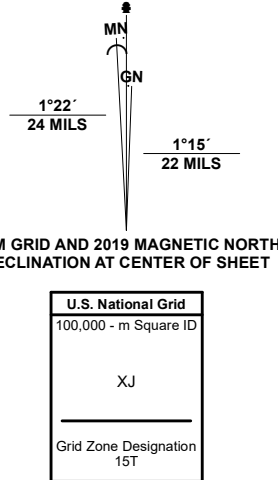 MN
GN
1°22´
24 MILS
1°15´
22 MILS
M GRID AND 2019 MAGNETIC NORTH
ECLINATION AT CENTER OF SHEET
U.S. National Grid
100,000 - m Square ID
XJ
Grid Zone Designation
15T